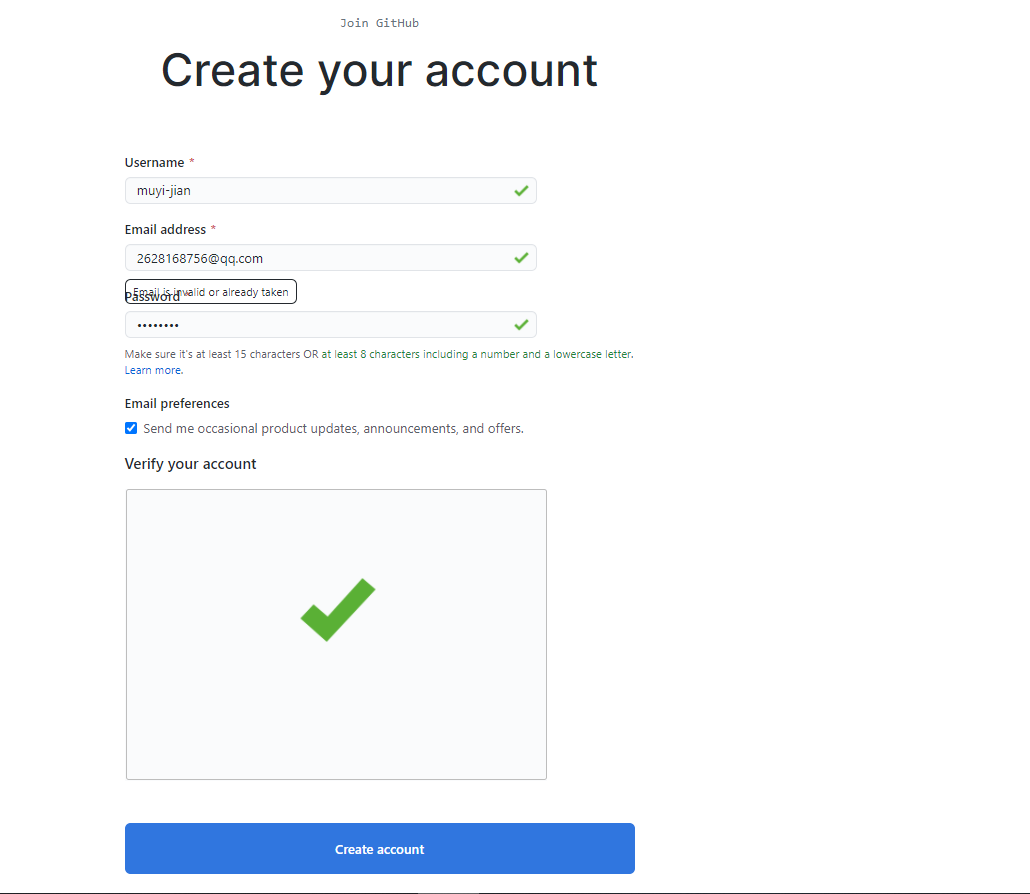 Join GitHub
Create your account
Username *
muyi-jian
Email address *
2628168756@qq.com
Email is invalid or already taken
Password *
••••••••
Make sure it's at least 15 characters OR at least 8 characters including a number and a lowercase letter.
Learn more.
Email preferences
Send me occasional product updates, announcements, and offers.
Verify your account
Create account